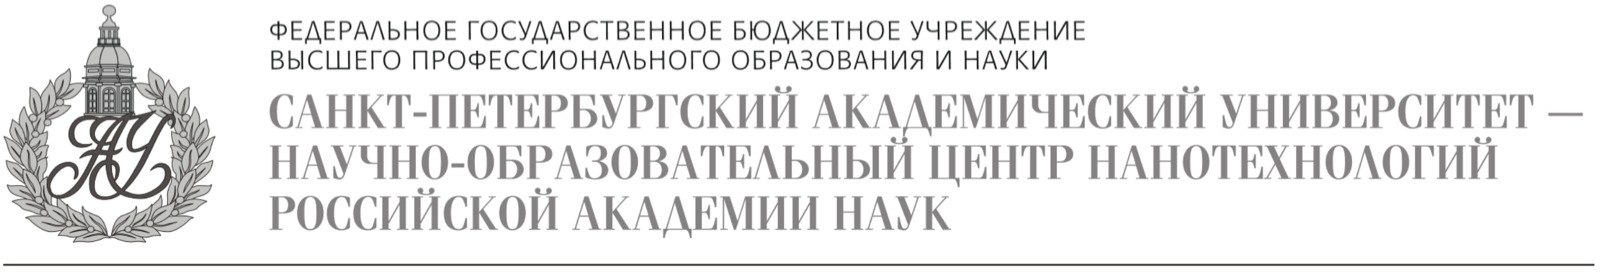 ФЕДЕРАЛЬНОЕ ГОСУДАРСТВЕННОЕ БЮДЖЕТНОЕ УЧРЕЖДЕНИЕ
ВЫСШЕГО ПРОФЕССИОНАЛЬНОГО ОБРАЗОВАНИЯ И НАУКИ
САНКТ-ПЕТЕРБУРГСКИЙ АКАДЕМИЧЕСКИЙ УНИВЕРСИТЕТ —
НАУЧНО-ОБРАЗОВАТЕЛЬНЫЙ ЦЕНТР НАНОТЕХНОЛОГИЙ
РОССИЙСКОЙ АКАДЕМИИ НАУК